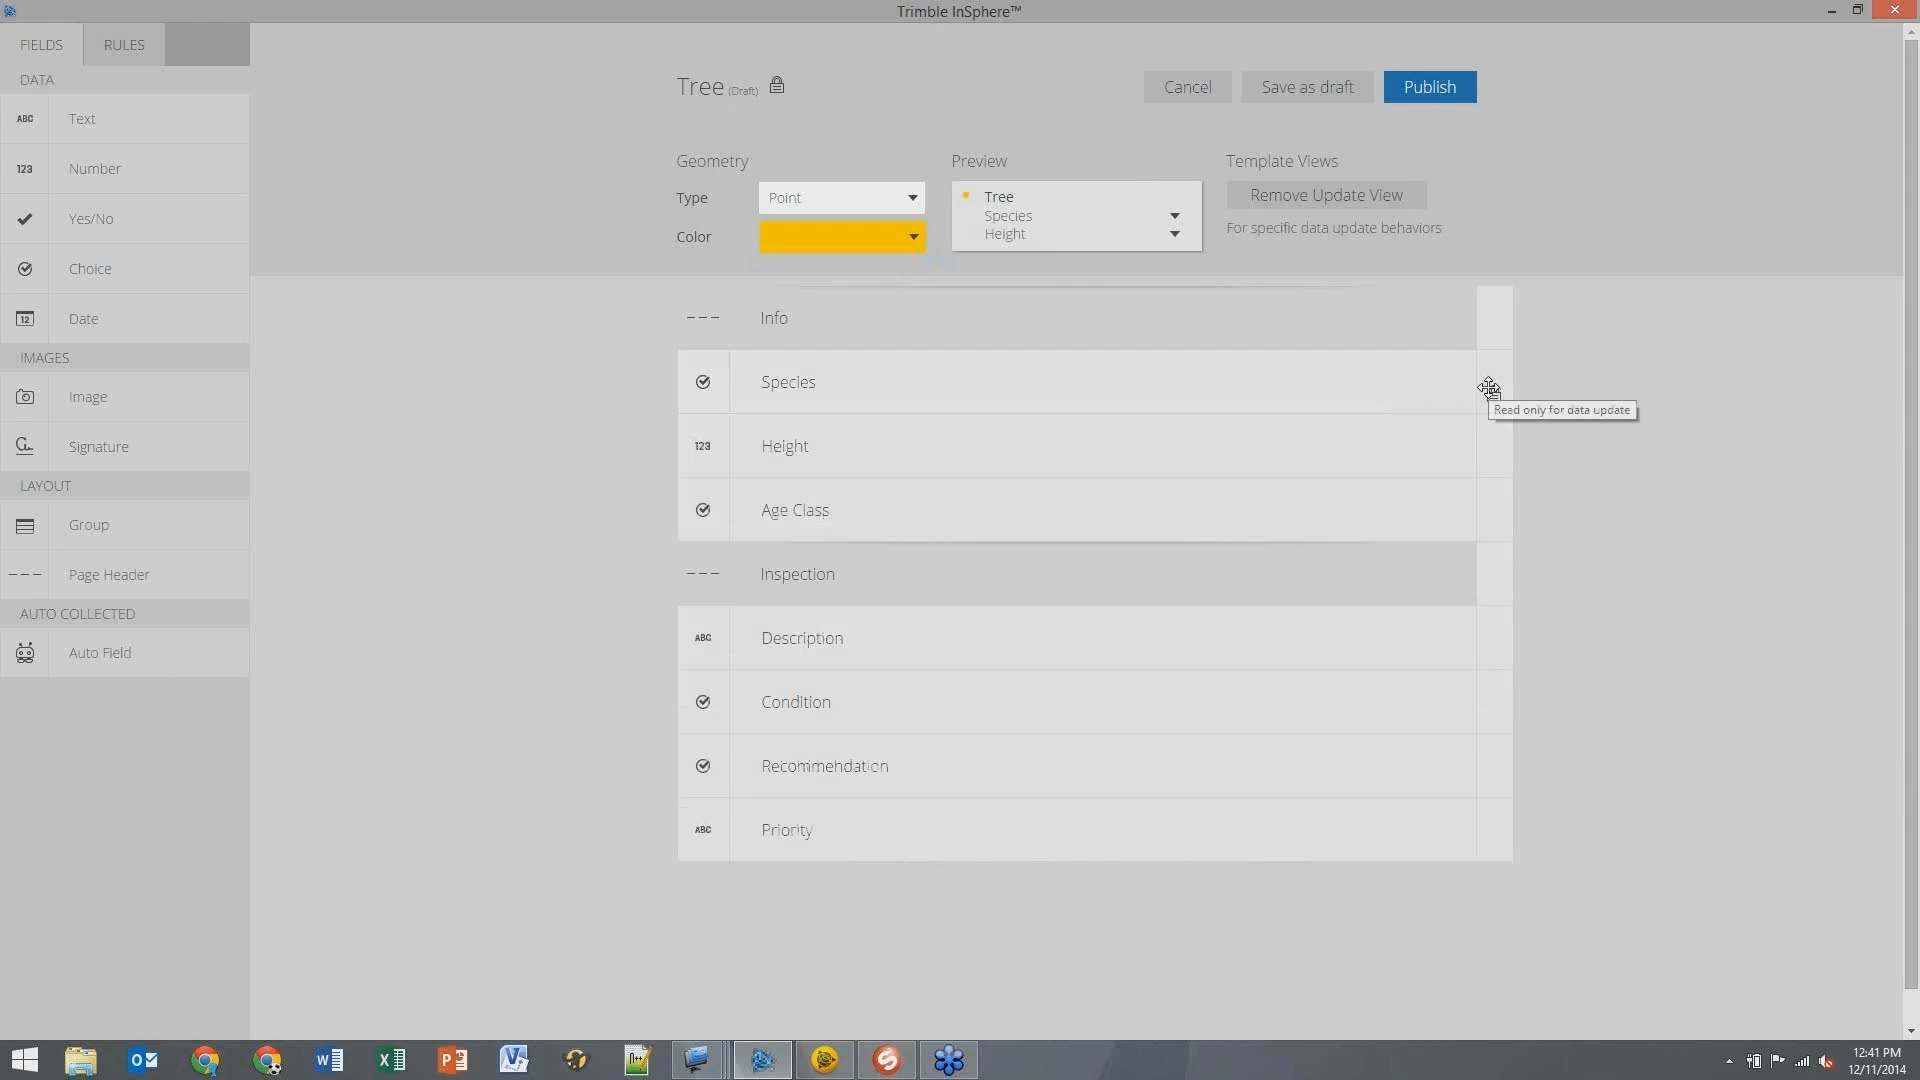 Trimble InSphere™
FIELDS
RULES
DATA
ABC Text
123 Number
Yes/No
Choice
12 Date
IMAGES
Image
Signature
LAYOUT
Group
Page Header
AUTO COLLECTED
Auto Field
Tree (Draft)
Cancel
Save as draft
Publish
Geometry
Type
Point
Color
Preview
Tree
Species
Height
Template Views
Remove Update View
For specific data update behaviors
Info
Species
Read only for data update
123 Height
Age Class
Inspection
ABC Description
Condition
Recommendation
ABC Priority
12:41 PM
12/11/2014